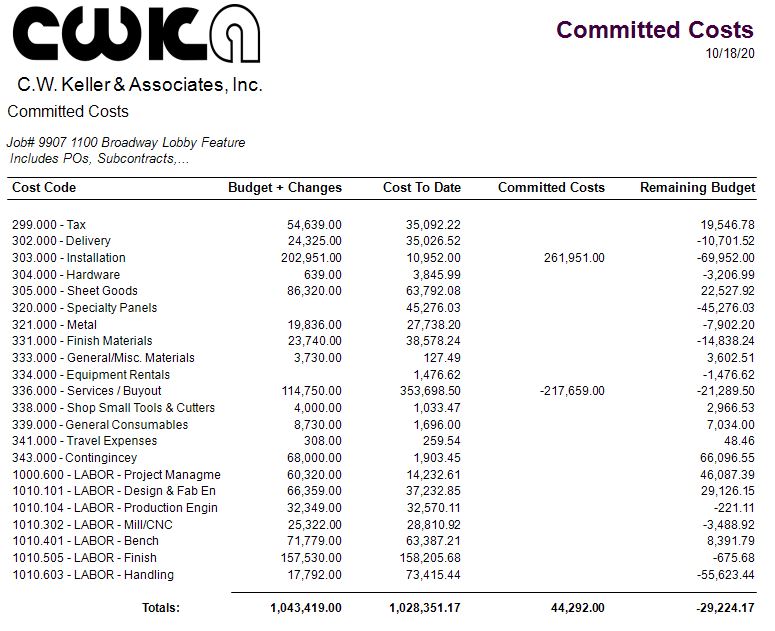 CWKA
Committed Costs
10/18/20
C.W. Keller & Associates, Inc.
Committed Costs
Job# 9907 1100 Broadway Lobby Feature
Includes POs, Subcontracts,...
Cost Code Budget + Changes Cost To Date Committed Costs Remaining Budget
299.000 - Tax 54,639.00 35,092.22 19,546.78
302.000 - Delivery 24,325.00 35,026.52 -10,701.52
303.000 - Installation 202,951.00 10,952.00 261,951.00 -69,952.00
304.000 - Hardware 639.00 3,845.99 -3,206.99
305.000 - Sheet Goods 86,320.00 63,792.08 22,527.92
320.000 - Specialty Panels 45,276.03 -45,276.03
321.000 - Metal 19,836.00 27,738.20 -7,902.20
331.000 - Finish Materials 23,740.00 38,578.24 -14,838.24
333.000 - General/Misc. Materials 3,730.00 127.49 3,602.51
334.000 - Equipment Rentals 1,476.62 -1,476.62
336.000 - Services / Buyout 114,750.00 353,698.50 -217,659.00 -21,289.50
338.000 - Shop Small Tools & Cutters 4,000.00 1,033.47 2,966.53
339.000 - General Consumables 8,730.00 1,696.00 7,034.00
341.000 - Travel Expenses 308.00 259.54 48.46
343.000 - Contingincey 68,000.00 1,903.45 66,096.55
1000.600 - LABOR - Project Managme 60,320.00 14,232.61 46,087.39
1010.101 - LABOR - Design & Fab En 66,359.00 37,232.85 29,126.15
1010.104 - LABOR - Production Engin 32,349.00 32,570.11 -221.11
1010.302 - LABOR - Mill/CNC 25,322.00 28,810.92 -3,488.92
1010.401 - LABOR - Bench 71,779.00 63,387.21 8,391.79
1010.505 - LABOR - Finish 157,530.00 158,205.68 -675.68
1010.603 - LABOR - Handling 17,792.00 73,415.44 -55,623.44
Totals: 1,043,419.00 1,028,351.17 44,292.00 -29,224.17